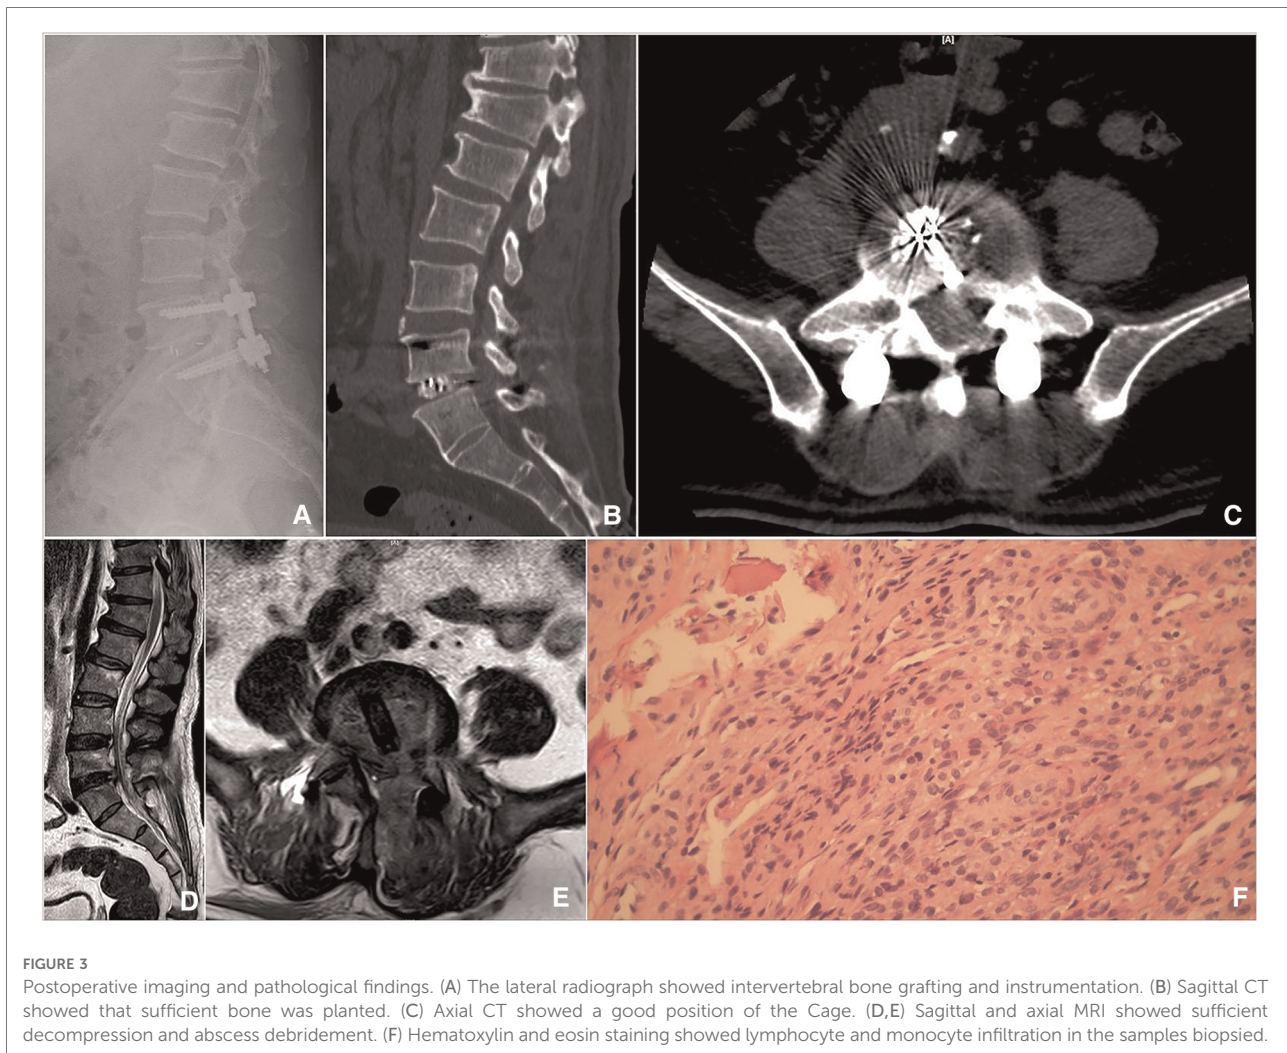 [A]
A
B
C
[A]
D
E
F
FIGURE 3
Postoperative imaging and pathological findings. (A) The lateral radiograph showed intervertebral bone grafting and instrumentation. (B) Sagittal CT
showed that sufficient bone was planted. (C) Axial CT showed a good position of the Cage. (D,E) Sagittal and axial MRI showed sufficient
decompression and abscess debridement. (F) Hematoxylin and eosin staining showed lymphocyte and monocyte infiltration in the samples biopsied.